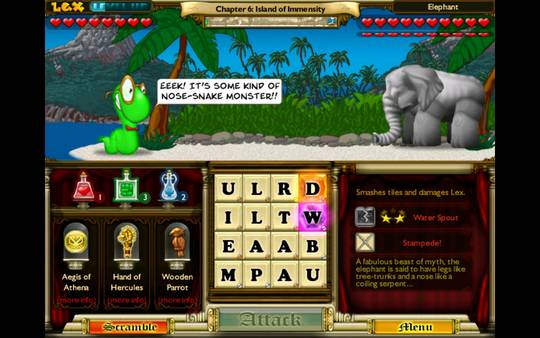 LEX LEVEL UP
Chapter 6: Island of Immensity
Elephant
EEEK! IT'S SOME KIND OF
NOSE-SNAKE MONSTER!!
1
3
2
Aegis of
Athena
(more info)
Hand of
Hercules
(more info)
Wooden
Parrot
(more info)
U L R D
I L T W
E A A B
M P A U
Smashes tiles and damages Lex.
Water Spout
Stampede!
A fabulous beast of myth, the
elephant is said to have legs like
tree-trunks and a nose like a
coiling serpent...
Scramble
Attack
Menu